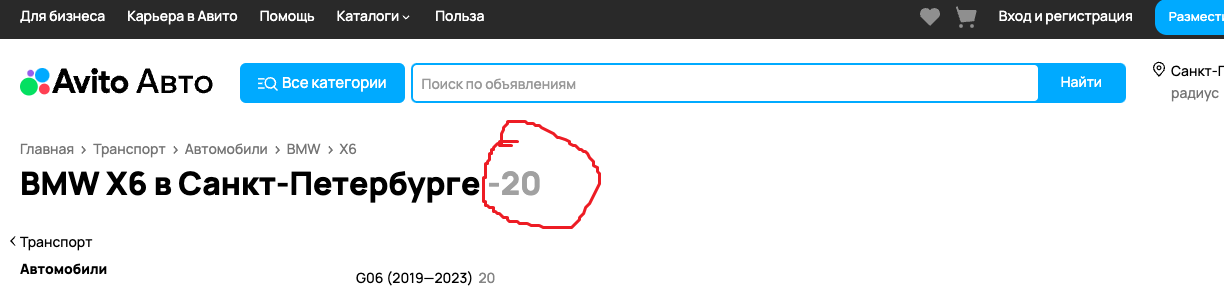 Для бизнеса Карьера в Авито Помощь Каталоги Польза Вход и регистрация Размести
Avito Авто Все категории Поиск по объявлениям Найти Санкт-П
радиус
Главная > Транспорт > Автомобили > BMW > X6
BMW X6 в Санкт-Петербурге -20
< Транспорт
Автомобили
G06 (2019—2023) 20